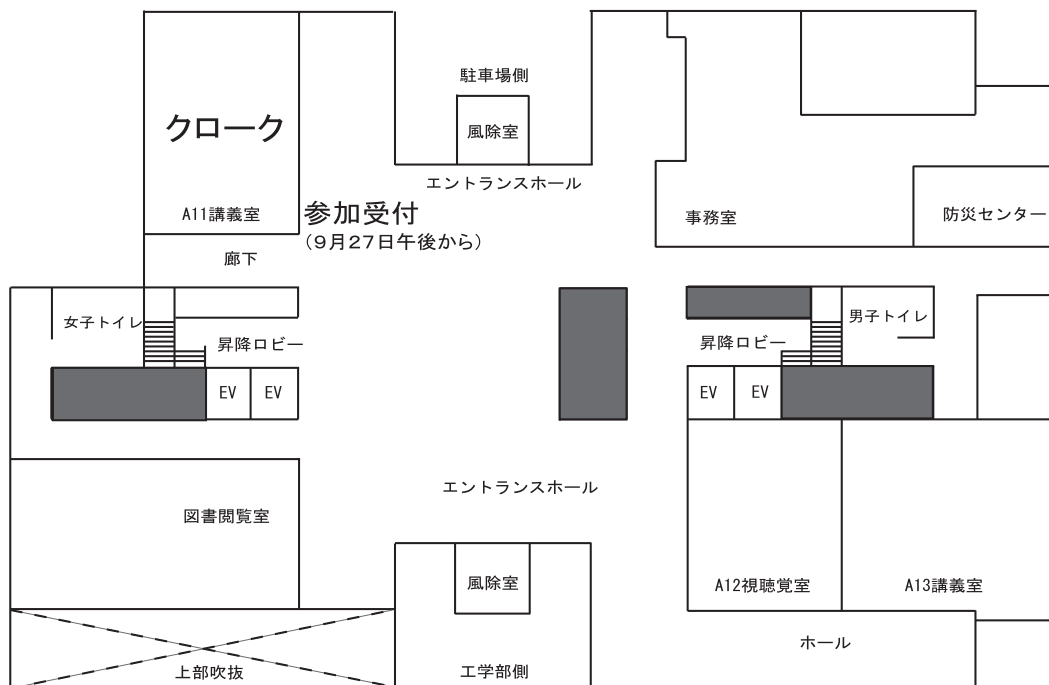 駐車場側
クローク
風除室
エントランスホール
A11講義室
参加受付
(9月27日午後から)
事務室
防災センター
廊下
女子トイレ
昇降ロビー
昇降ロビー
男子トイレ
EV
EV
EV
EV
エントランスホール
図書閲覧室
風除室
A12視聴覚室
A13講義室
ホール
上部吹抜
工学部側